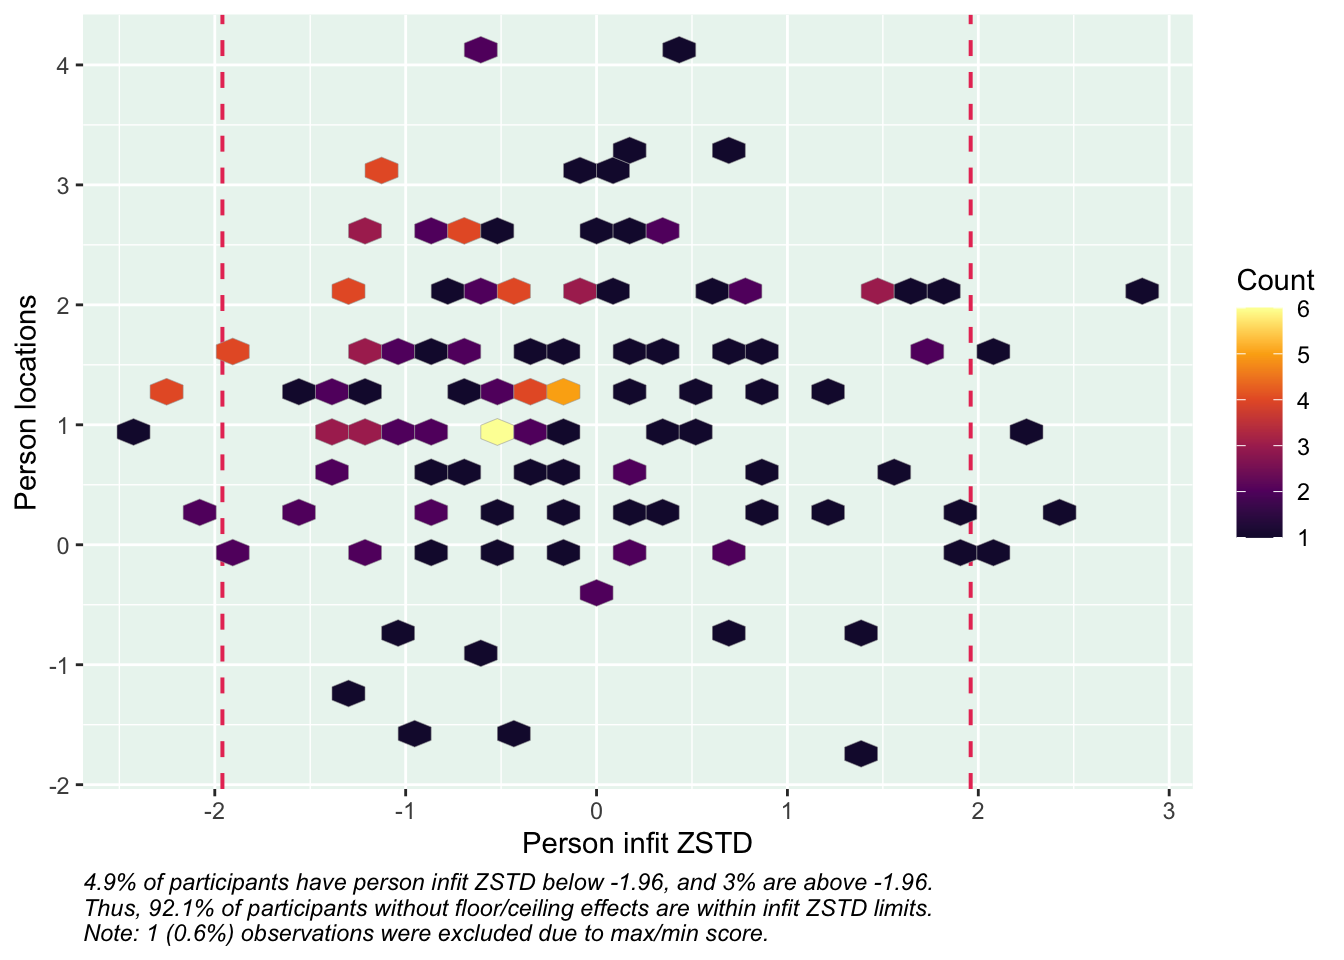 4
3
2
1
0
-1
-2
Person locations
-2 -1 0 1 2 3
Person infit ZSTD
Count
6
5
4
3
2
1
4.9% of participants have person infit ZSTD below -1.96, and 3% are above -1.96.
Thus, 92.1% of participants without floor/ceiling effects are within infit ZSTD limits.
Note: 1 (0.6%) observations were excluded due to max/min score.